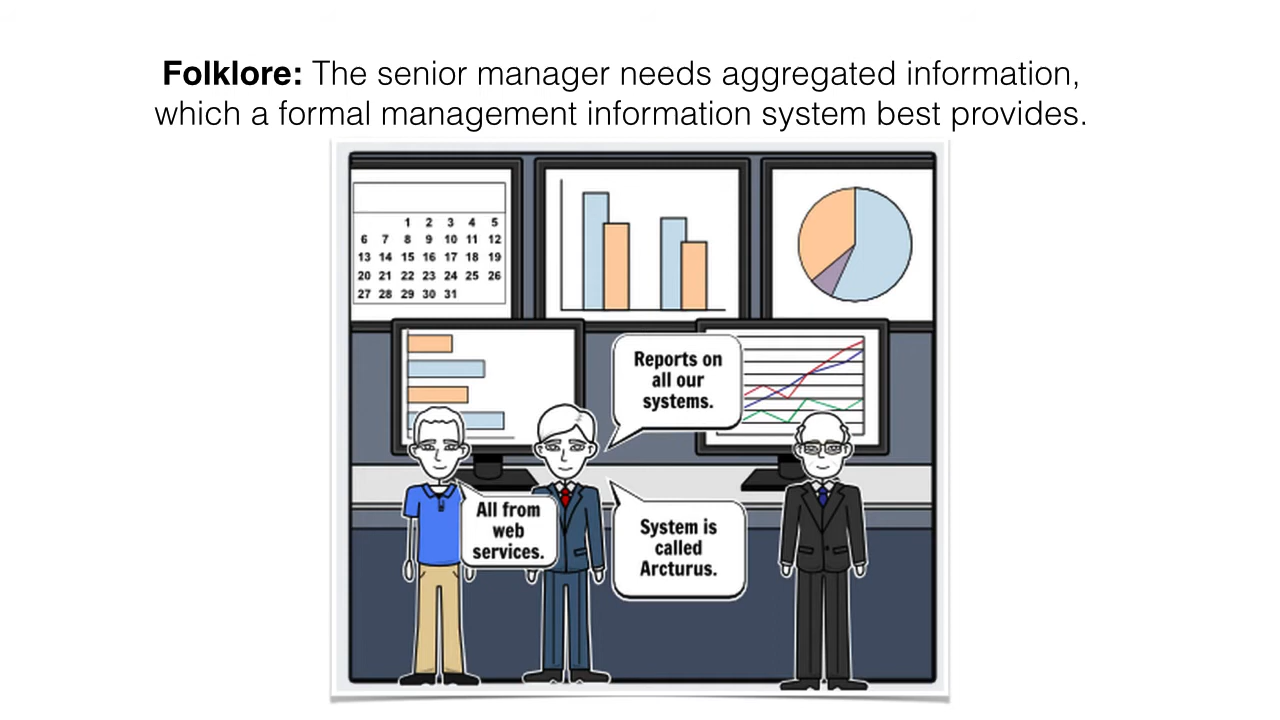 Folklore: The senior manager needs aggregated information,
which a formal management information system best provides.
1 2 3 4 5
6 7 8 9 10 11 12
13 14 15 16 17 18 19
20 21 22 23 24 25 26
27 28 29 30 31
Reports on
all our
systems.
All from
web
services.
System is
called
Arcturus.